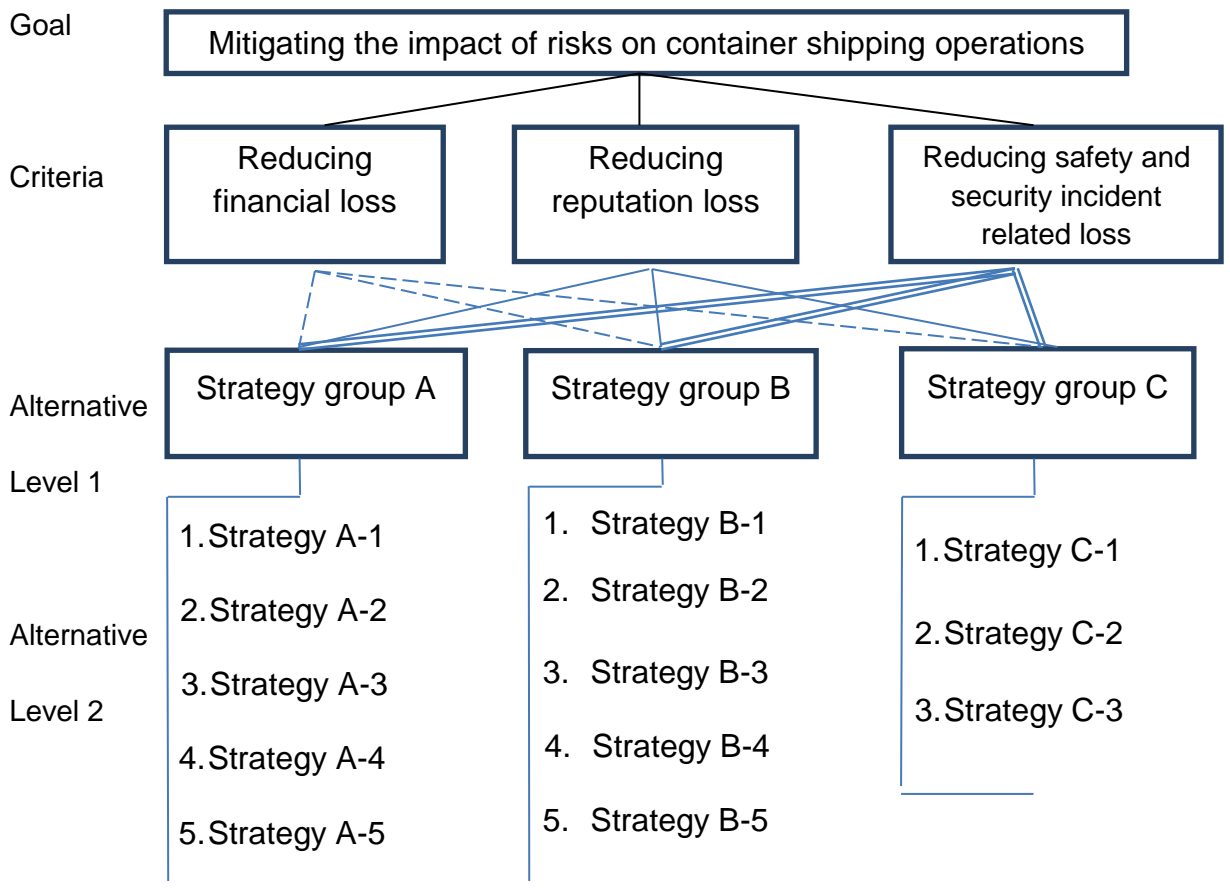 Goal
Mitigating the impact of risks on container shipping operations
Criteria
Reducing
financial loss
Reducing
reputation loss
Reducing safety and
security incident
related loss
Alternative
Level 1
Strategy group A
Strategy group B
Strategy group C
Alternative
Level 2
1. Strategy A-1
2. Strategy A-2
3. Strategy A-3
4. Strategy A-4
5. Strategy A-5
1. Strategy B-1
2. Strategy B-2
3. Strategy B-3
4. Strategy B-4
5. Strategy B-5
1. Strategy C-1
2. Strategy C-2
3. Strategy C-3